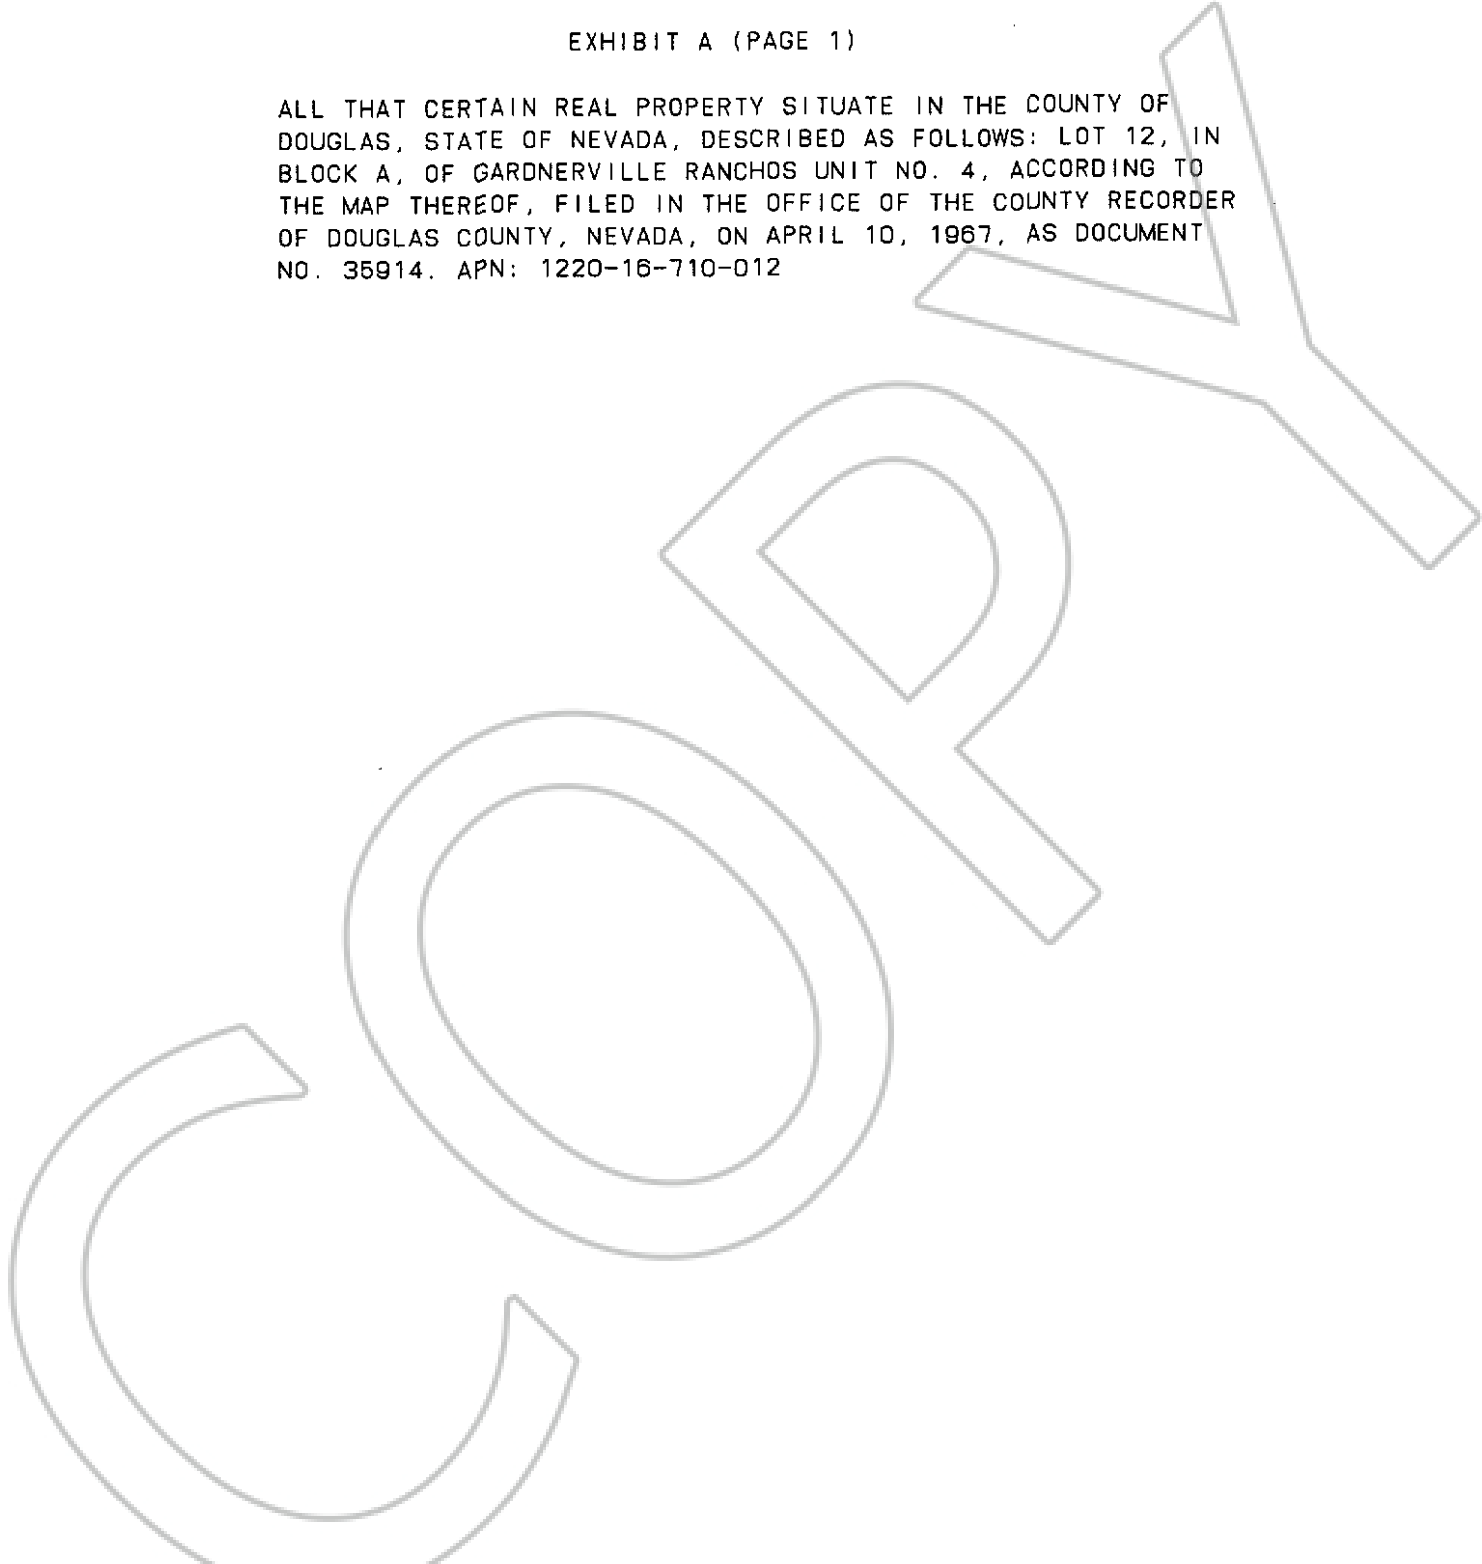 EXHIBIT A (PAGE 1)
ALL THAT CERTAIN REAL PROPERTY SITUATE IN THE COUNTY OF
DOUGLAS, STATE OF NEVADA, DESCRIBED AS FOLLOWS: LOT 12, IN
BLOCK A, OF GARDNERVILLE RANCHOS UNIT NO. 4, ACCORDING TO
THE MAP THEREOF, FILED IN THE OFFICE OF THE COUNTY RECORDER
OF DOUGLAS COUNTY, NEVADA, ON APRIL 10, 1967, AS DOCUMENT
NO. 35914. APN: 1220-16-710-012
COPY